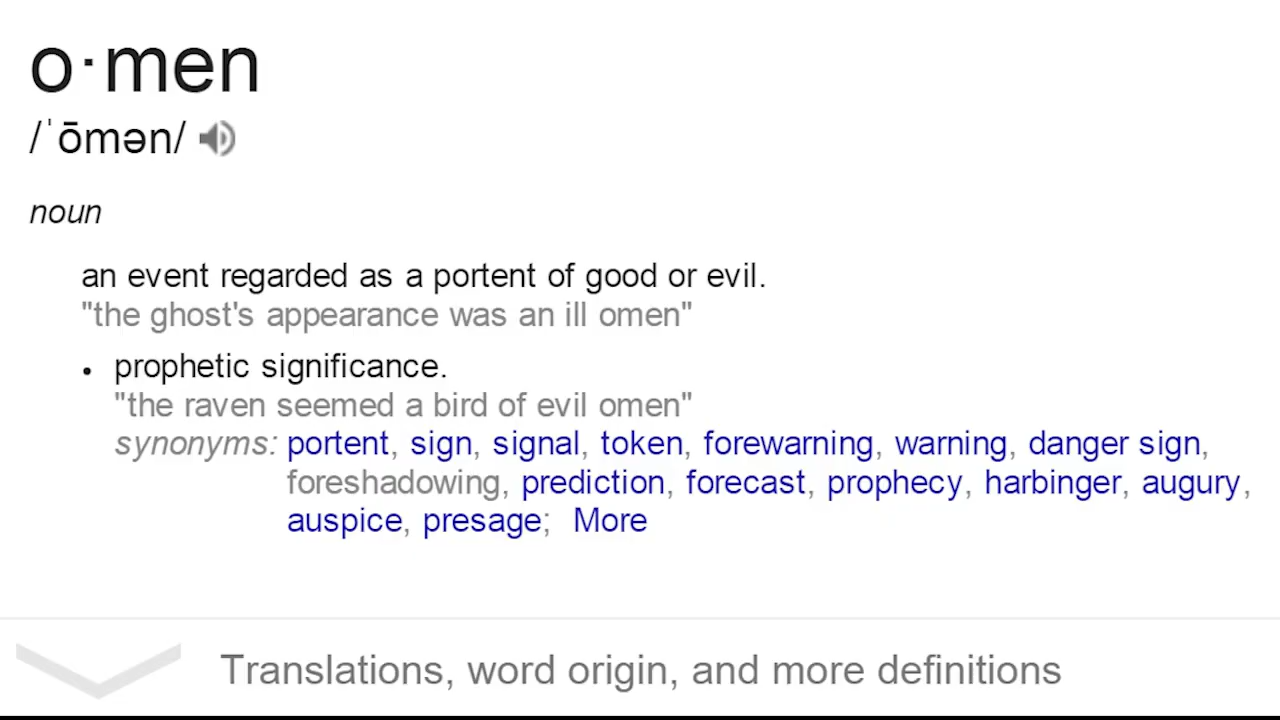 o·men
/ˈōmən/
noun
an event regarded as a portent of good or evil.
"the ghost's appearance was an ill omen"
• prophetic significance.
"the raven seemed a bird of evil omen"
synonyms: portent, sign, signal, token, forewarning, warning, danger sign,
foreshadowing, prediction, forecast, prophecy, harbinger, augury,
auspice, presage; More
Translations, word origin, and more definitions